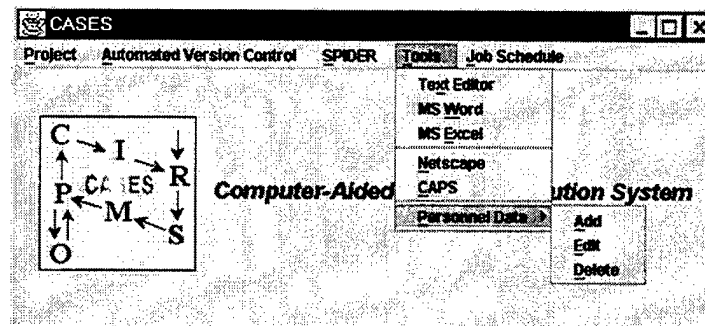 CASES
Project Automated Version Control SPIDER Tools Job Schedule
Text Editor
MS Word
MS Excel
Netscape
CAPS
Personnel Data
Add
Edit
Delete
C I R
P CASES M S
O
Computer-Aided ution System